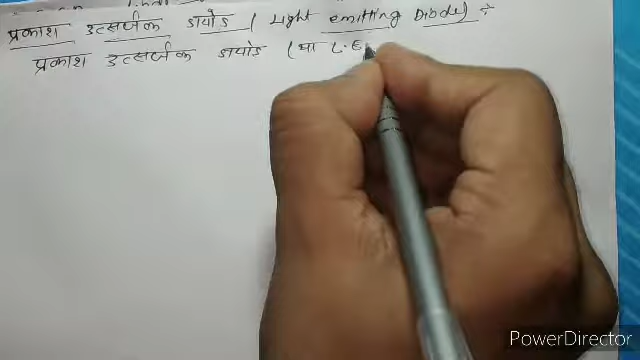 प्रकाश उत्सर्जक डायोड ( Light emitting Diode) :-
प्रकाश उत्सर्जक डायोड (या L.E.
PowerDirector